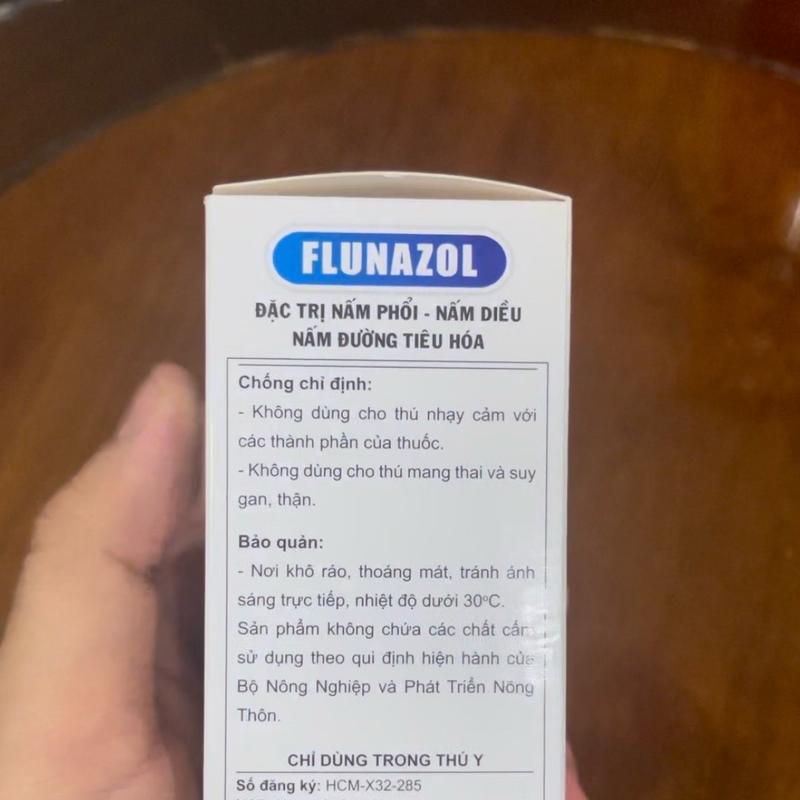 FLUNAZOL
ĐẶC TRỊ NẤM PHỔI - NẤM DIỀU
NẤM ĐƯỜNG TIÊU HÓA
Chống chỉ định:
- Không dùng cho thú nhạy cảm với
các thành phần của thuốc.
- Không dùng cho thú mang thai và suy
gan, thận.
Bảo quản:
- Nơi khô ráo, thoáng mát, tránh ánh
sáng trực tiếp, nhiệt độ dưới 30ºC.
Sản phẩm không chứa các chất cấm
sử dụng theo qui định hiện hành của
Bộ Nông Nghiệp và Phát Triển Nông
Thôn.
CHỈ DÙNG TRONG THÚ Y
Số đăng ký: HCM-X32-285